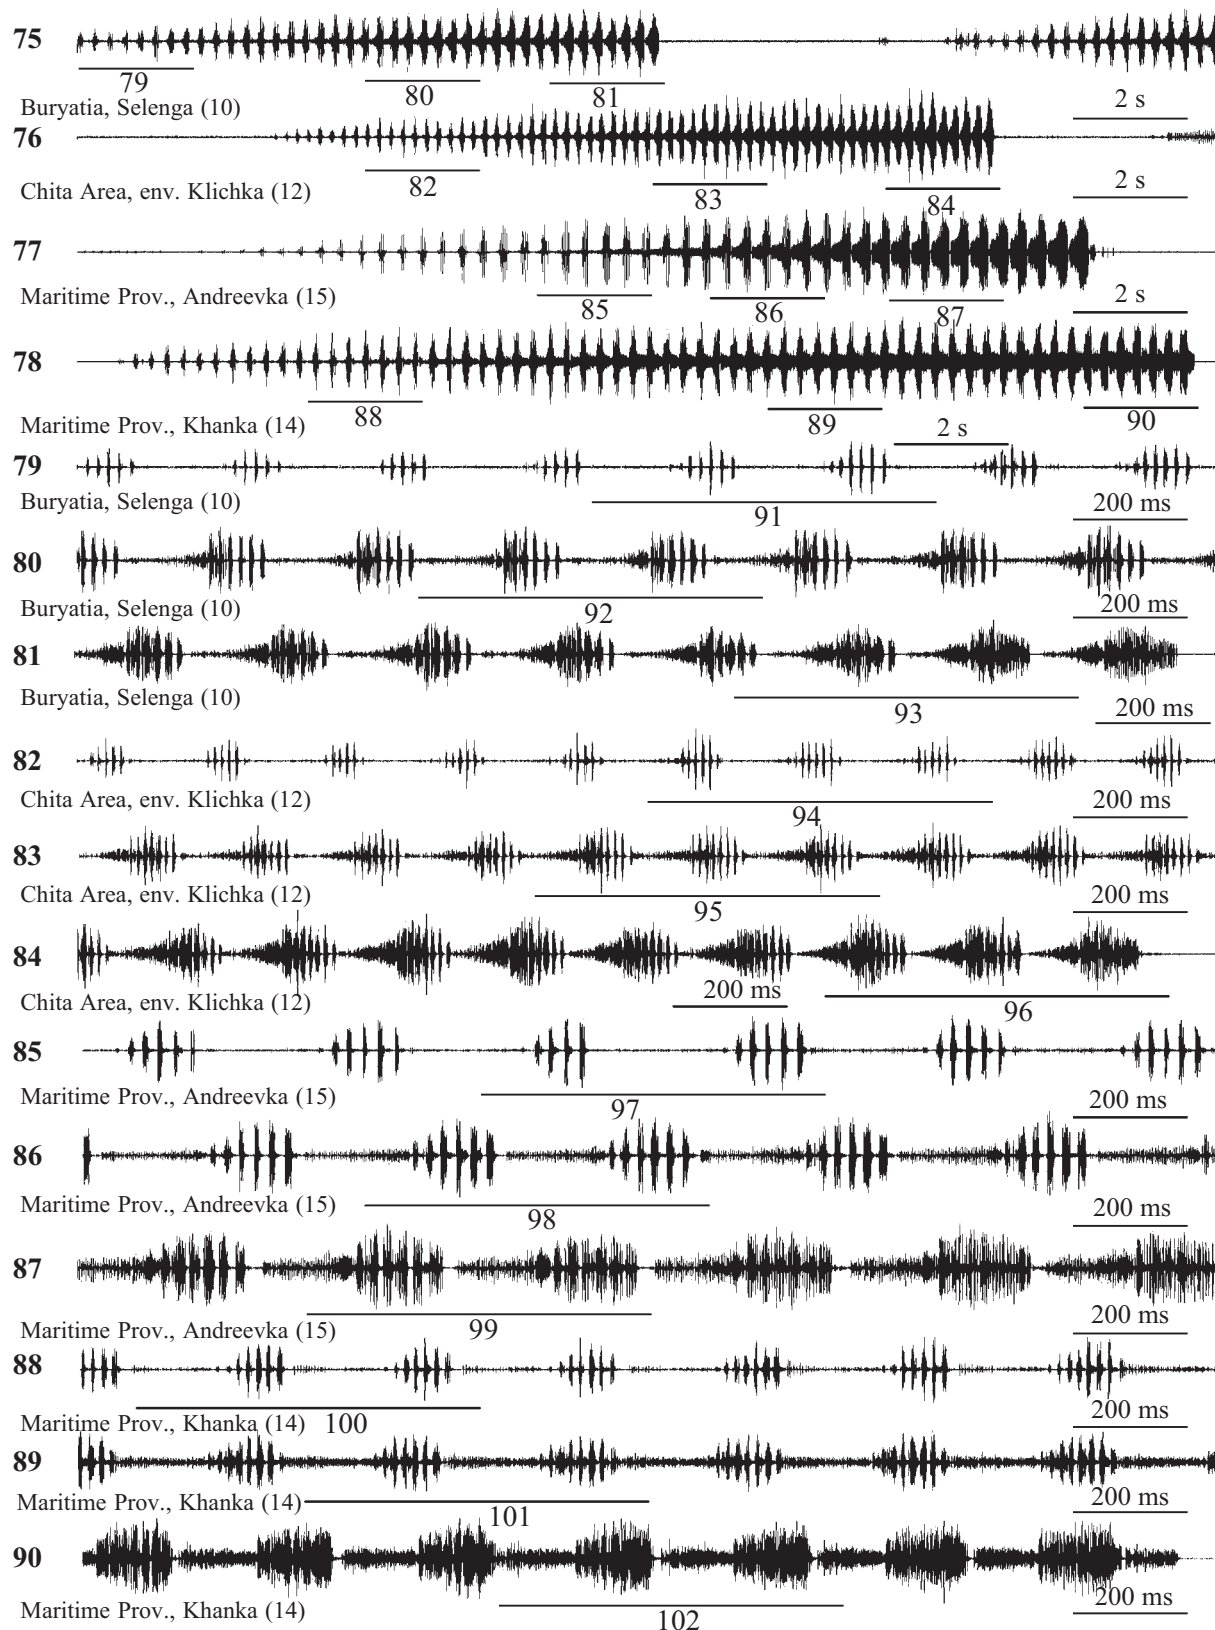 75
79
80
81
Buryatia, Selenga (10)
2 s
76
82
83
84
Chita Area, env. Klichka (12)
2 s
77
85
86
87
Maritime Prov., Andreevka (15)
2 s
78
88
89
90
Maritime Prov., Khanka (14)
2 s
79
91
Buryatia, Selenga (10)
200 ms
80
92
Buryatia, Selenga (10)
200 ms
81
93
Buryatia, Selenga (10)
200 ms
82
94
Chita Area, env. Klichka (12)
200 ms
83
95
Chita Area, env. Klichka (12)
200 ms
84
96
Chita Area, env. Klichka (12)
200 ms
85
97
Maritime Prov., Andreevka (15)
200 ms
86
98
Maritime Prov., Andreevka (15)
200 ms
87
99
Maritime Prov., Andreevka (15)
200 ms
88
100
Maritime Prov., Khanka (14)
200 ms
89
101
Maritime Prov., Khanka (14)
200 ms
90
102
Maritime Prov., Khanka (14)
200 ms